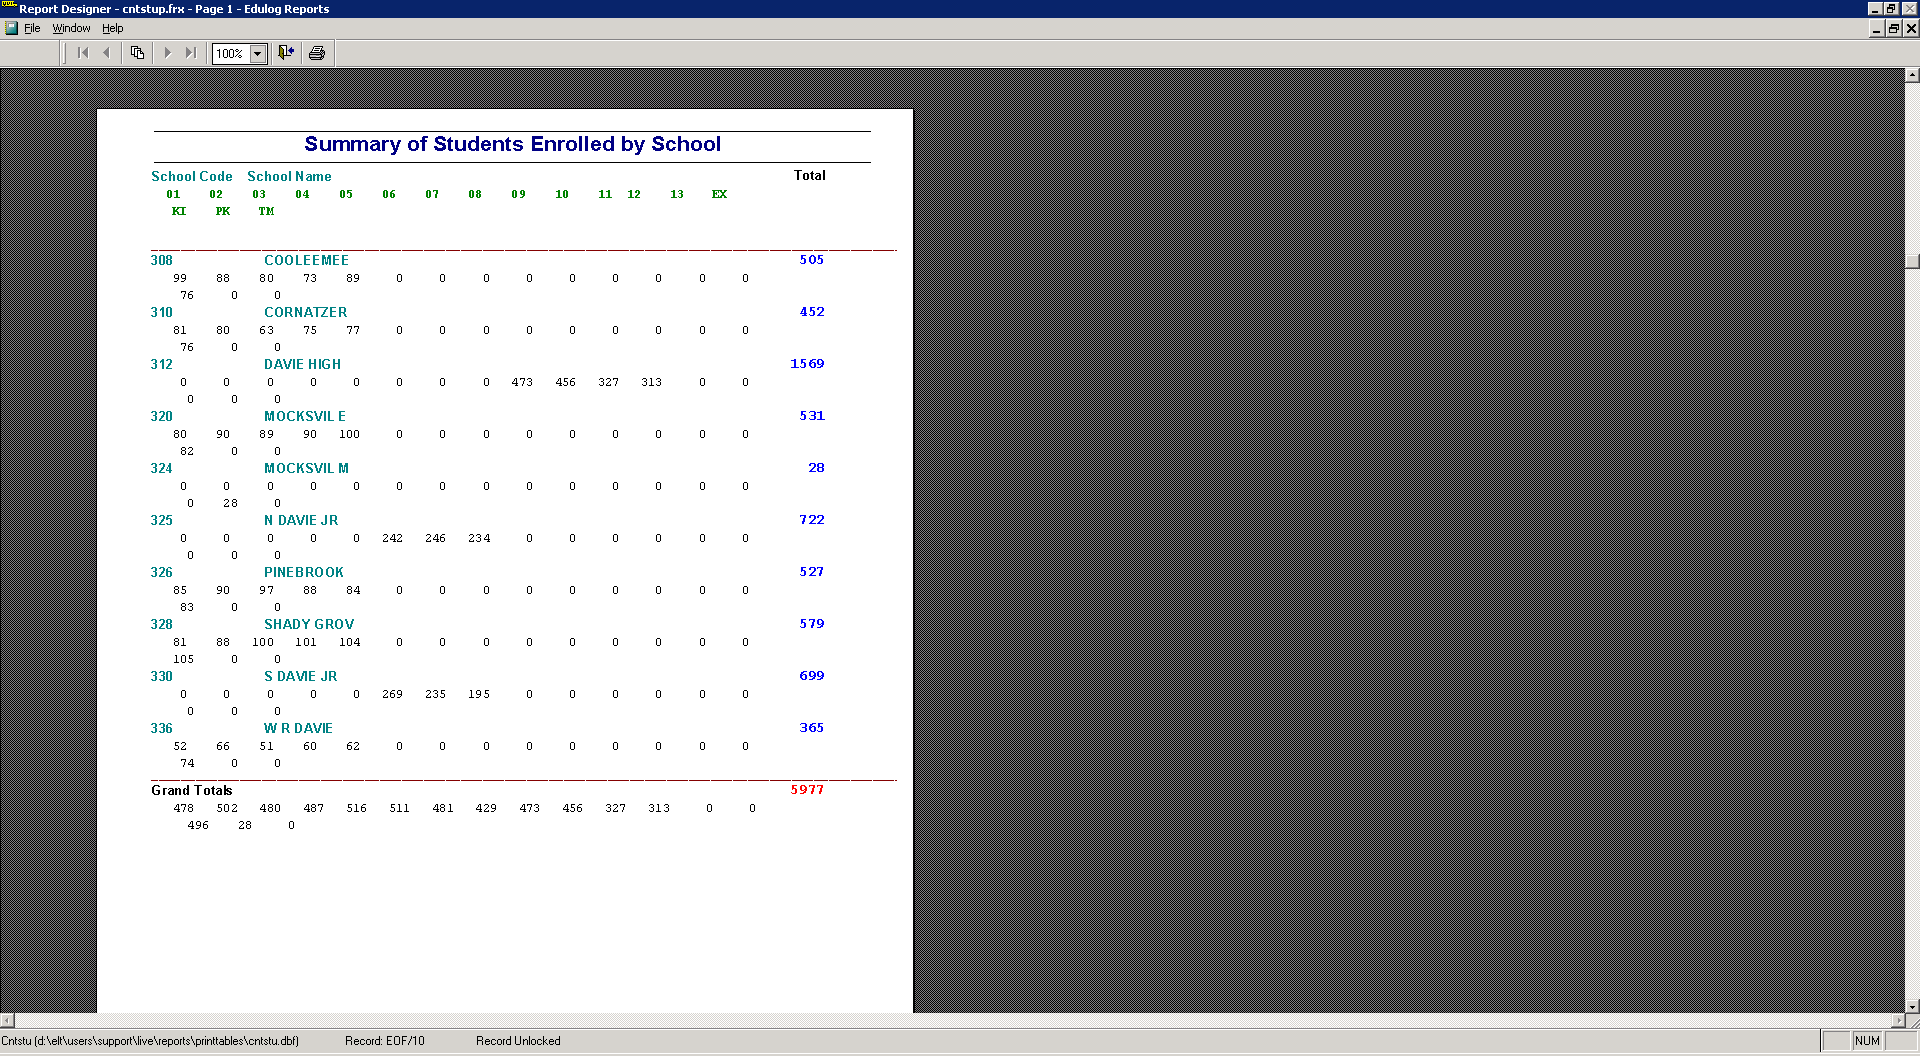 Report Designer - cntstup.frx - Page 1 - Edulog Reports
File Window Help
100%
Summary of Students Enrolled by School
School Code School Name Total
01 02 03 04 05 06 07 08 09 10 11 12 13 EX
KI PK TM
308 COOLEEMEE 505
99 88 80 73 89 0 0 0 0 0 0 0 0 0
76 0 0
310 CORNATZER 452
81 80 63 75 77 0 0 0 0 0 0 0 0 0
76 0 0
312 DAVIE HIGH 1569
0 0 0 0 0 0 0 0 473 456 327 313 0 0
0 0 0
320 MOCKSVIL E 531
80 90 89 90 100 0 0 0 0 0 0 0 0 0
82 0 0
324 MOCKSVIL M 28
0 0 0 0 0 0 0 0 0 0 0 0 0 0
0 28 0
325 N DAVIE JR 722
0 0 0 0 0 242 246 234 0 0 0 0 0 0
0 0 0
326 PINEBROOK 527
85 90 97 88 84 0 0 0 0 0 0 0 0 0
83 0 0
328 SHADY GROV 579
81 88 100 101 104 0 0 0 0 0 0 0 0 0
105 0 0
330 S DAVIE JR 699
0 0 0 0 0 269 235 195 0 0 0 0 0 0
0 0 0
336 W R DAVIE 365
52 66 51 60 62 0 0 0 0 0 0 0 0 0
74 0 0
Grand Totals 5977
478 502 480 487 516 511 481 429 473 456 327 313 0 0
496 28 0
Cntstu (d:\elt\users\support\live\reports\printtables\cntstu.dbf) Record: EOF/10 Record Unlocked NUM